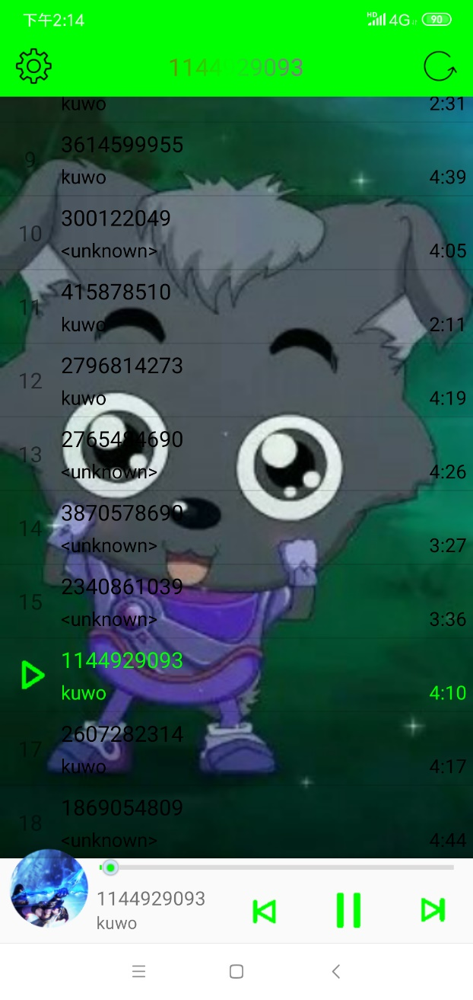 下午2:14
HD 4G 90
1144929093
kuwo 2:31
9 3614599955
kuwo 4:39
10 300122049
<unknown> 4:05
11 415878510
kuwo 2:11
12 2796814273
kuwo 4:19
13 2765484690
<unknown> 4:26
14 3870578690
<unknown> 3:27
15 2340861039
<unknown> 3:36
1144929093
kuwo 4:10
17 2607282314
kuwo 4:17
18 1869054809
<unknown> 4:44
1144929093
kuwo